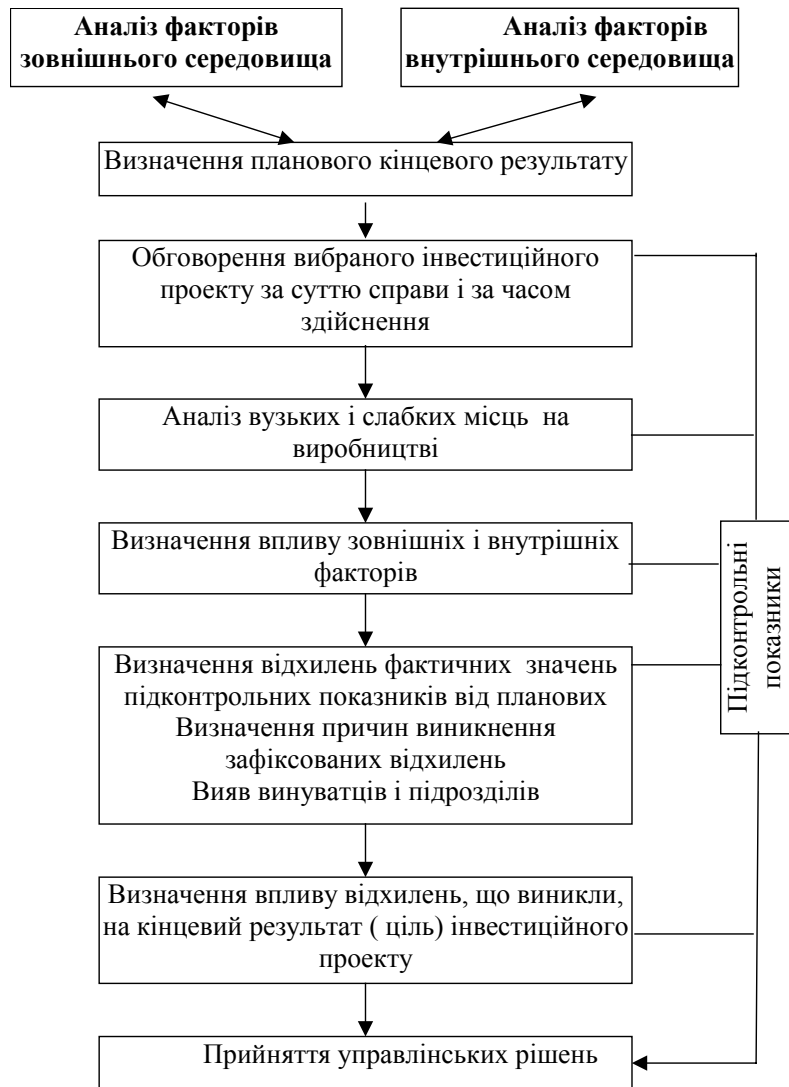 Аналіз факторів
зовнішнього середовища
Аналіз факторів
внутрішнього середовища
Визначення планового кінцевого результату
Обговорення вибраного інвестиційного
проекту за суттю справи і за часом
здійснення
Аналіз вузьких і слабких місць на
виробництві
Визначення впливу зовнішніх і внутрішніх
факторів
Визначення відхилень фактичних значень
підконтрольних показників від планових
Визначення причин виникнення
зафіксованих відхилень
Вияв винуватців і підрозділів
Визначення впливу відхилень, що виникли,
на кінцевий результат ( ціль) інвестиційного
проекту
Прийняття управлінських рішень
Підконтрольні
показники